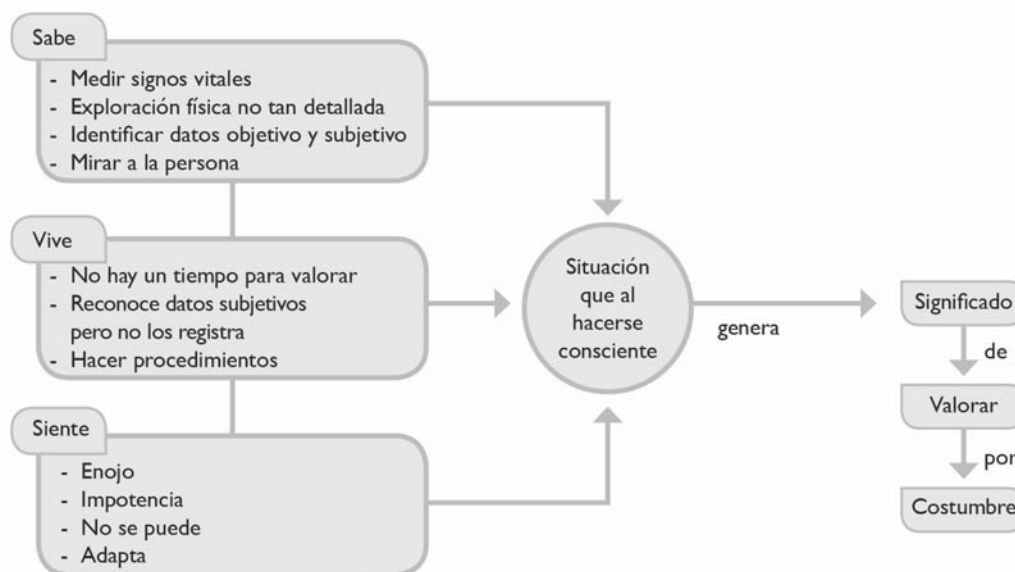 Sabe
- Medir signos vitales
- Exploración física no tan detallada
- Identificar datos objetivo y subjetivo
- Mirar a la persona
Vive
- No hay un tiempo para valorar
- Reconoce datos subjetivos
pero no los registra
- Hacer procedimientos
Siente
- Enojo
- Impotencia
- No se puede
- Adapta
Situación
que al
hacerse
consciente
genera
Significado
de
Valorar
por
Costumbre